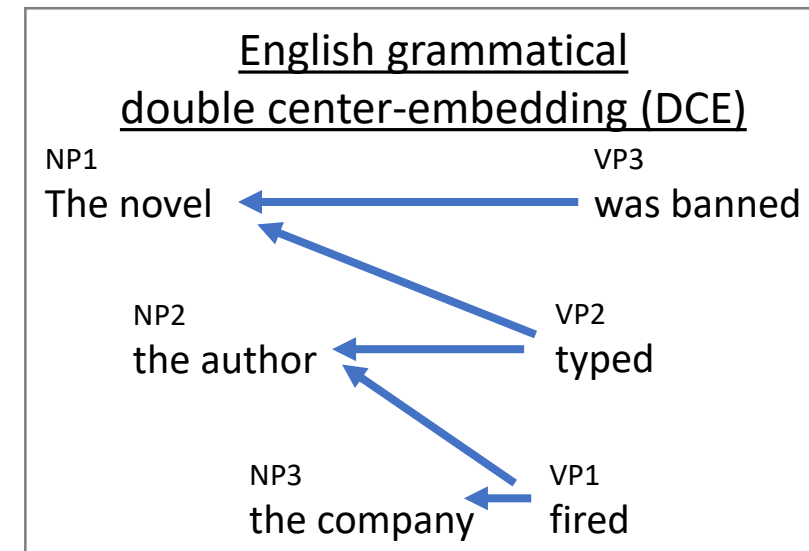 English grammatical
double center-embedding (DCE)
NP1 VP3
The novel was banned
NP2 VP2
the author typed
NP3 VP1
the company fired